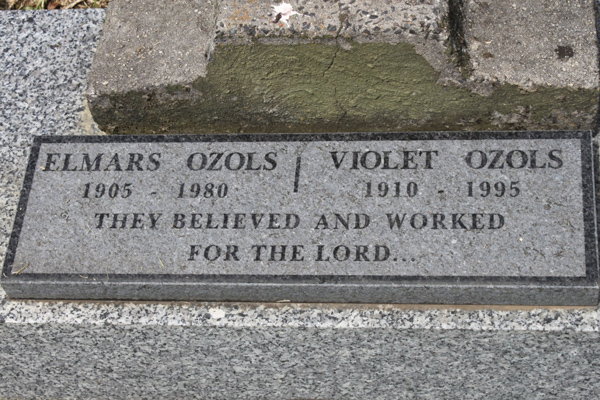 ELMARS OZOLS | VIOLET OZOLS
1905 - 1980 1910 - 1995
THEY BELIEVED AND WORKED
FOR THE LORD...